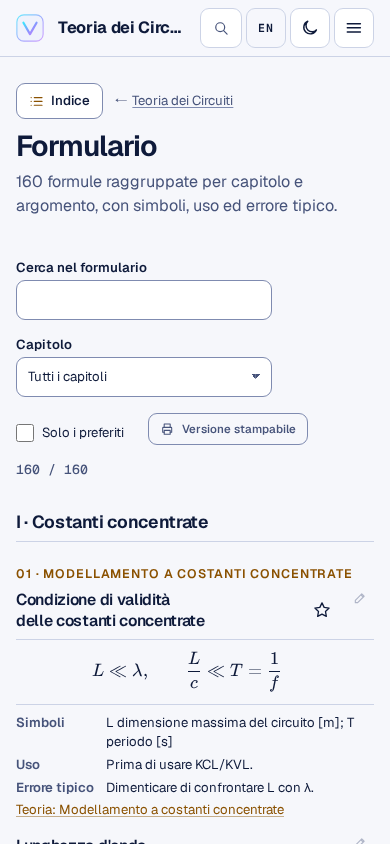 Teoria dei Circ...
EN
Indice
← Teoria dei Circuiti
Formulario
160 formule raggruppate per capitolo e
argomento, con simboli, uso ed errore tipico.
Cerca nel formulario
Capitolo
Tutti i capitoli
Solo i preferiti
Versione stampabile
160 / 160
I · Costanti concentrate
01 · MODELLAMENTO A COSTANTI CONCENTRATE
Condizione di validità
delle costanti concentrate
L ≪ λ, L/c ≪ T = 1/f
Simboli L dimensione massima del circuito [m]; T
periodo [s]
Uso Prima di usare KCL/KVL.
Errore tipico Dimenticare di confrontare L con λ.
Teoria: Modellamento a costanti concentrate
Lunghezza d'onda